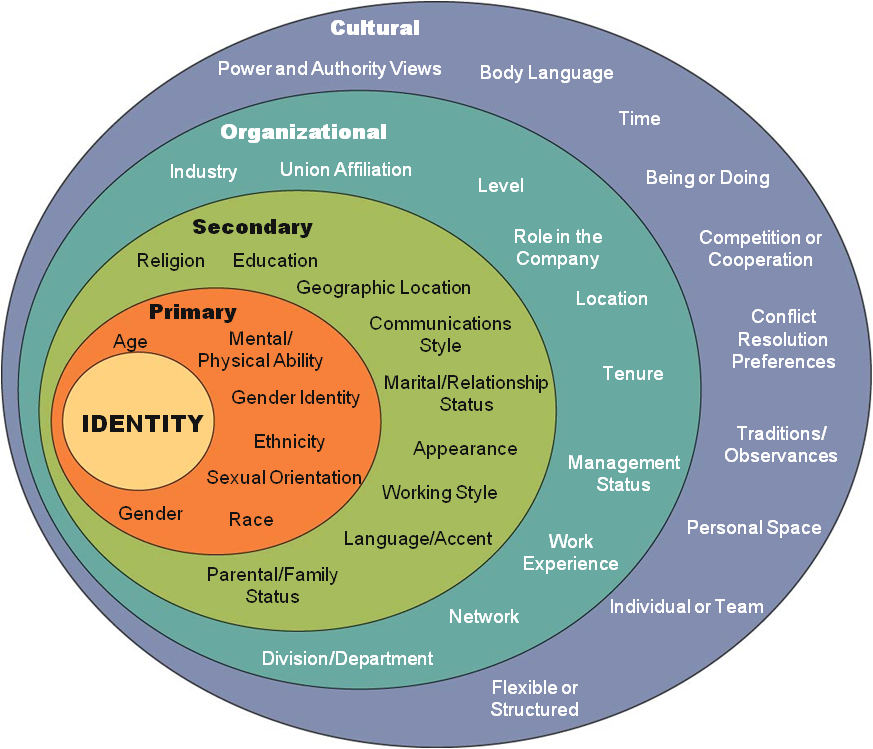 Cultural
Power and Authority Views
Body Language
Time
Being or Doing
Competition or
Cooperation
Conflict
Resolution
Preferences
Traditions/
Observances
Personal Space
Individual or Team
Flexible or
Structured
Organizational
Industry
Union Affiliation
Level
Role in the
Company
Location
Tenure
Management
Status
Work
Experience
Network
Division/Department
Secondary
Religion
Education
Geographic Location
Communications
Style
Marital/Relationship
Status
Appearance
Working Style
Language/Accent
Parental/Family
Status
Primary
Age
Mental/
Physical Ability
Gender Identity
Ethnicity
Sexual Orientation
Gender
Race
IDENTITY